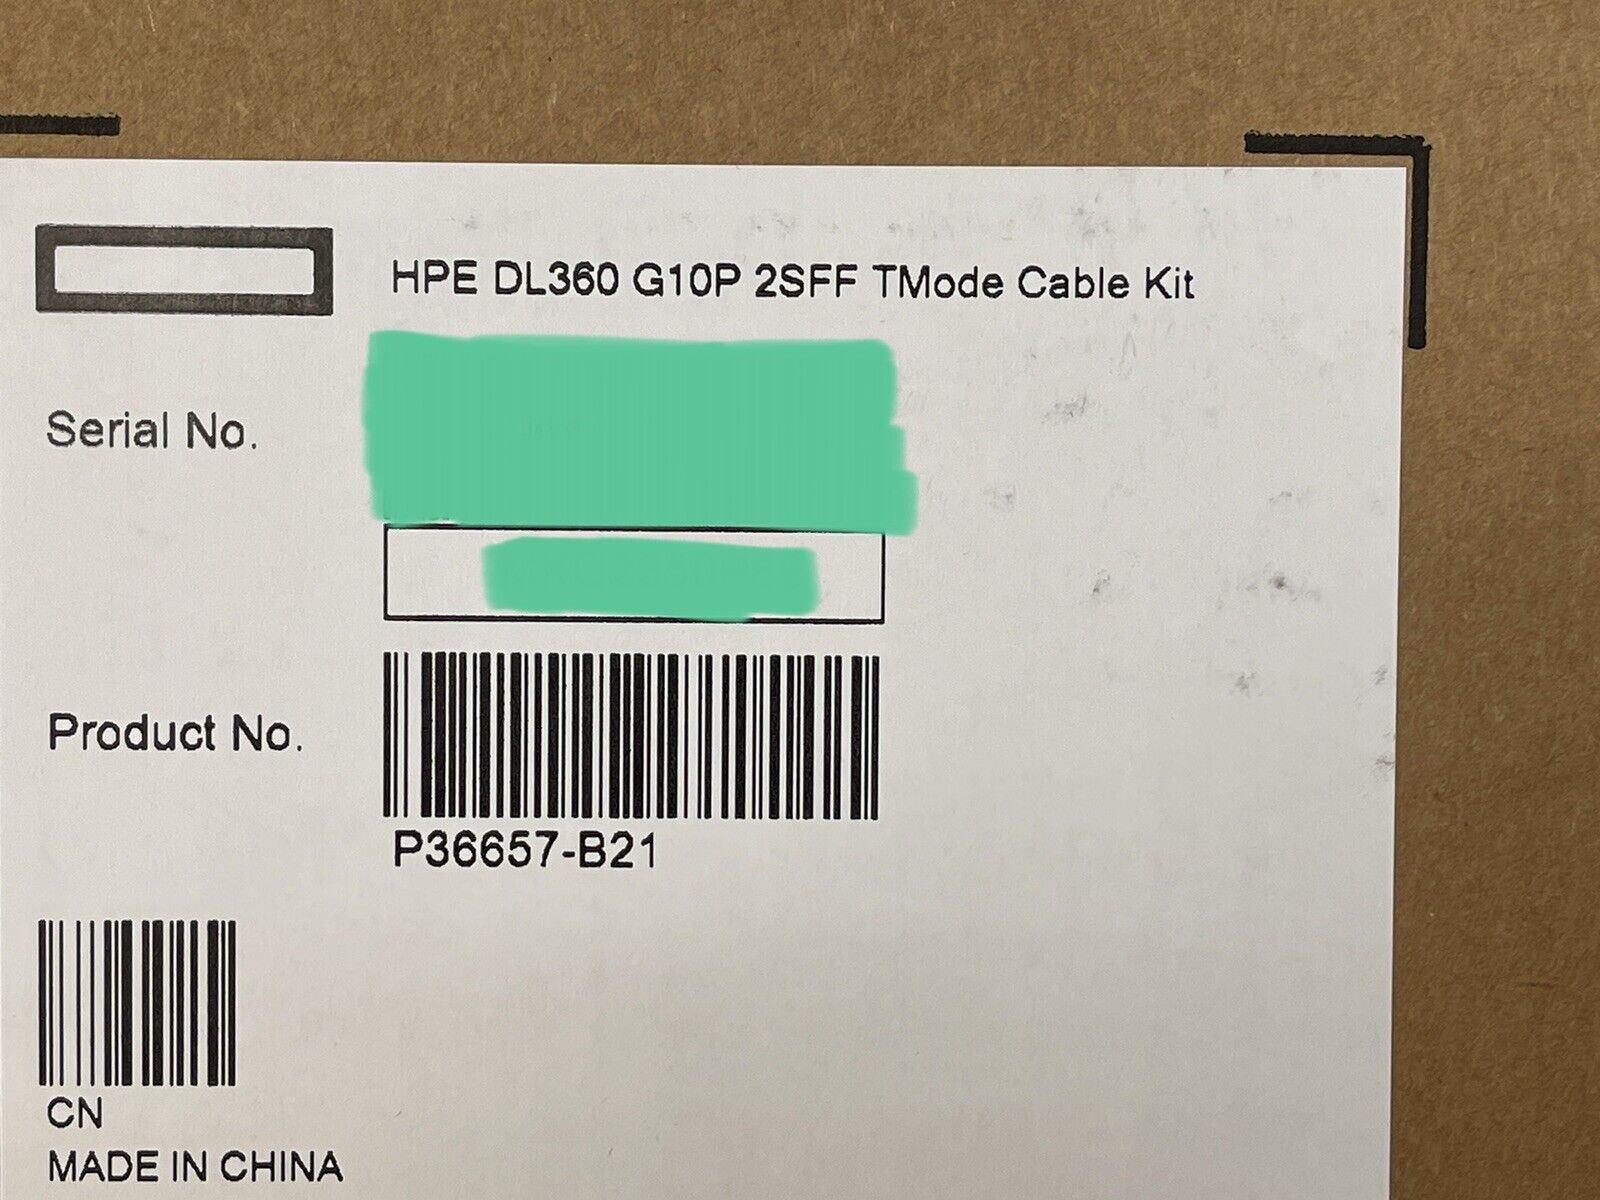 HPE DL360 G10P 2SFF TMode Cable Kit
Serial No.
Product No.
P36657-B21
CN
MADE IN CHINA